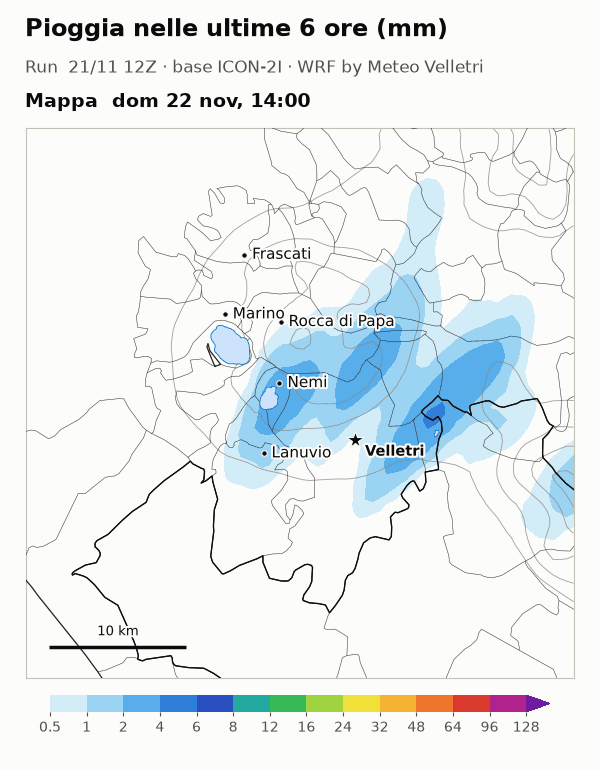 Pioggia nelle ultime 6 ore (mm)
Run  21/11 12Z · base ICON-2I · WRF by Meteo Velletri
Mappa  dom 22 nov, 14:00
Frascati
Marino
Rocca di Papa
Nemi
Lanuvio
Velletri
10 km
0.5 1 2 4 6 8 12 16 24 32 48 64 96 128